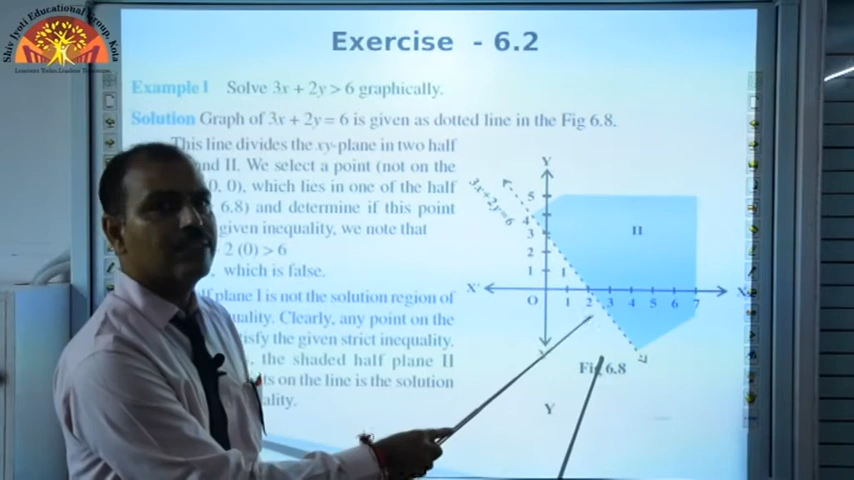 Shiv Jyoti Educational Group, Kota
Learners Today, Leaders Tomorrow
Exercise - 6.2
Example 1 Solve 3x + 2y > 6 graphically.
Solution Graph of 3x + 2y = 6 is given as dotted line in the Fig 6.8.
This line divides the xy-plane in two half
and II. We select a point (not on the
0, 0), which lies in one of the half
6.8) and determine if this point
given inequality, we note that
2 (0) > 6
, which is false.
plane I is not the solution region of
Clearly, any point on the
the given strict inequality.
, the shaded half plane II
on the line is the solution
Y
3x+2y=6
5
4
3
2
1
I
II
X'
O
1 2 3 4 5 6 7
X
Fig 6.8
Y